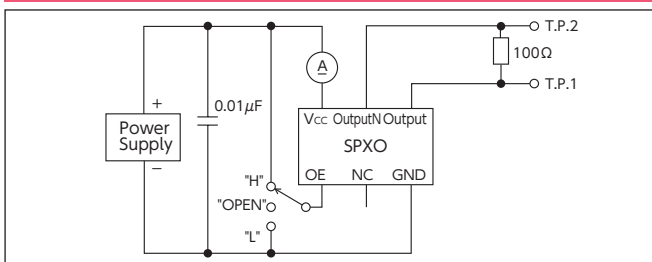 T.P.2
100Ω
T.P.1
A
+
0.01μF
Vcc OutputN Output
Power
Supply
SPXO
−
OE NC GND
"H"
"OPEN"
"L"